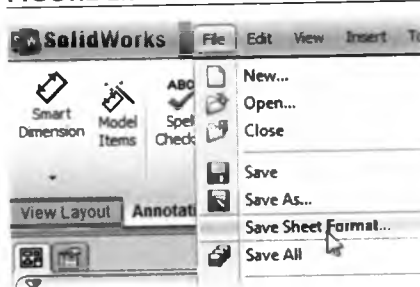 SolidWorks File Edit View Insert
Smart Dimension
Model Items
ABC
New...
Open...
Close
Save
Save As...
Save Sheet Format...
Save All
View Layout